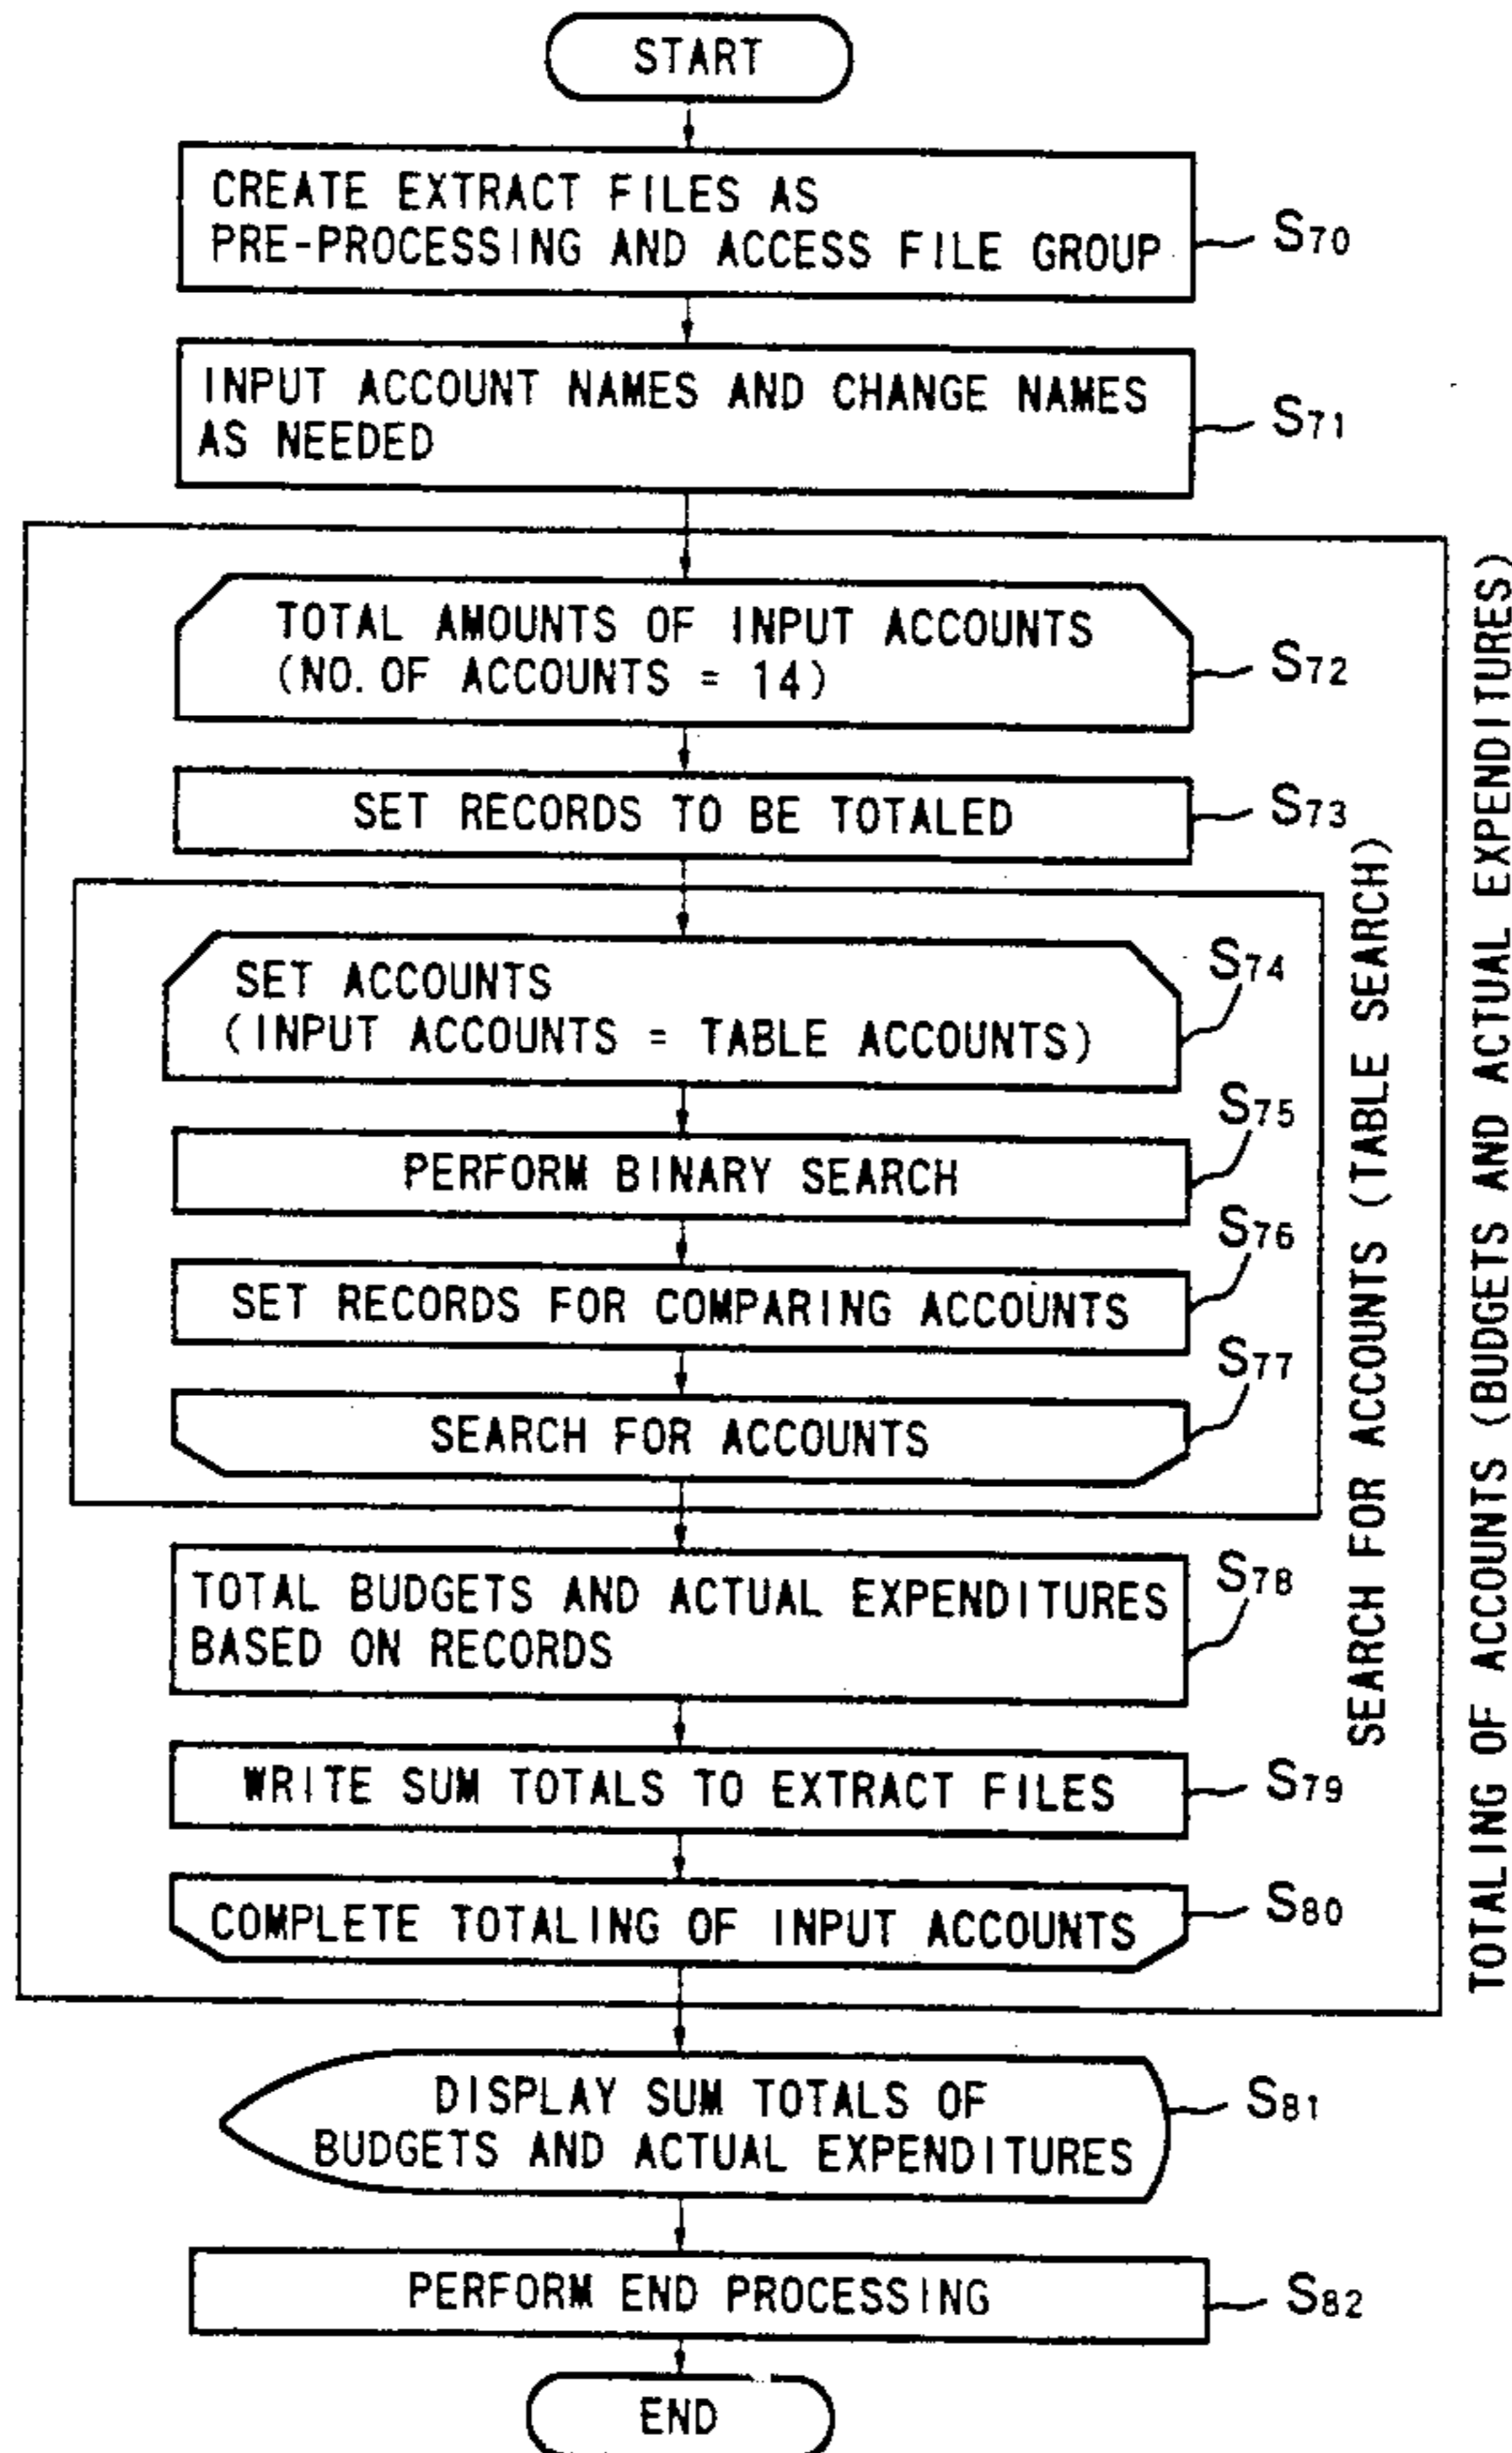 START
CREATE EXTRACT FILES AS
PRE-PROCESSING AND ACCESS FILE GROUP
S70
INPUT ACCOUNT NAMES AND CHANGE NAMES
AS NEEDED
S71
TOTAL AMOUNTS OF INPUT ACCOUNTS
(NO. OF ACCOUNTS = 14)
S72
SET RECORDS TO BE TOTALED
S73
SET ACCOUNTS
(INPUT ACCOUNTS = TABLE ACCOUNTS)
S74
PERFORM BINARY SEARCH
S75
SET RECORDS FOR COMPARING ACCOUNTS
S76
SEARCH FOR ACCOUNTS
S77
SEARCH FOR ACCOUNTS (TABLE SEARCH)
TOTAL BUDGETS AND ACTUAL EXPENDITURES
BASED ON RECORDS
S78
WRITE SUM TOTALS TO EXTRACT FILES
S79
COMPLETE TOTALING OF INPUT ACCOUNTS
S80
TOTALING OF ACCOUNTS (BUDGETS AND ACTUAL EXPENDITURES)
DISPLAY SUM TOTALS OF
BUDGETS AND ACTUAL EXPENDITURES
S81
PERFORM END PROCESSING
S82
END